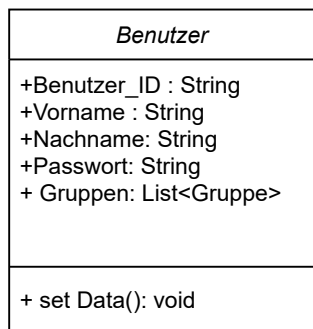 Benutzer
+Benutzer_ID : String
+Vorname : String
+Nachname: String
+Passwort: String
+ Gruppen: List<Gruppe>
+ set Data(): void